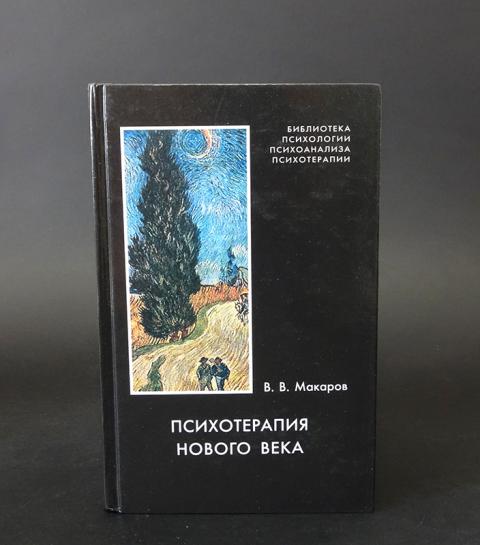 БИБЛИОТЕКА
ПСИХОЛОГИИ
ПСИХОАНАЛИЗА
ПСИХОТЕРАПИИ
В. В. Макаров
ПСИХОТЕРАПИЯ
НОВОГО ВЕКА